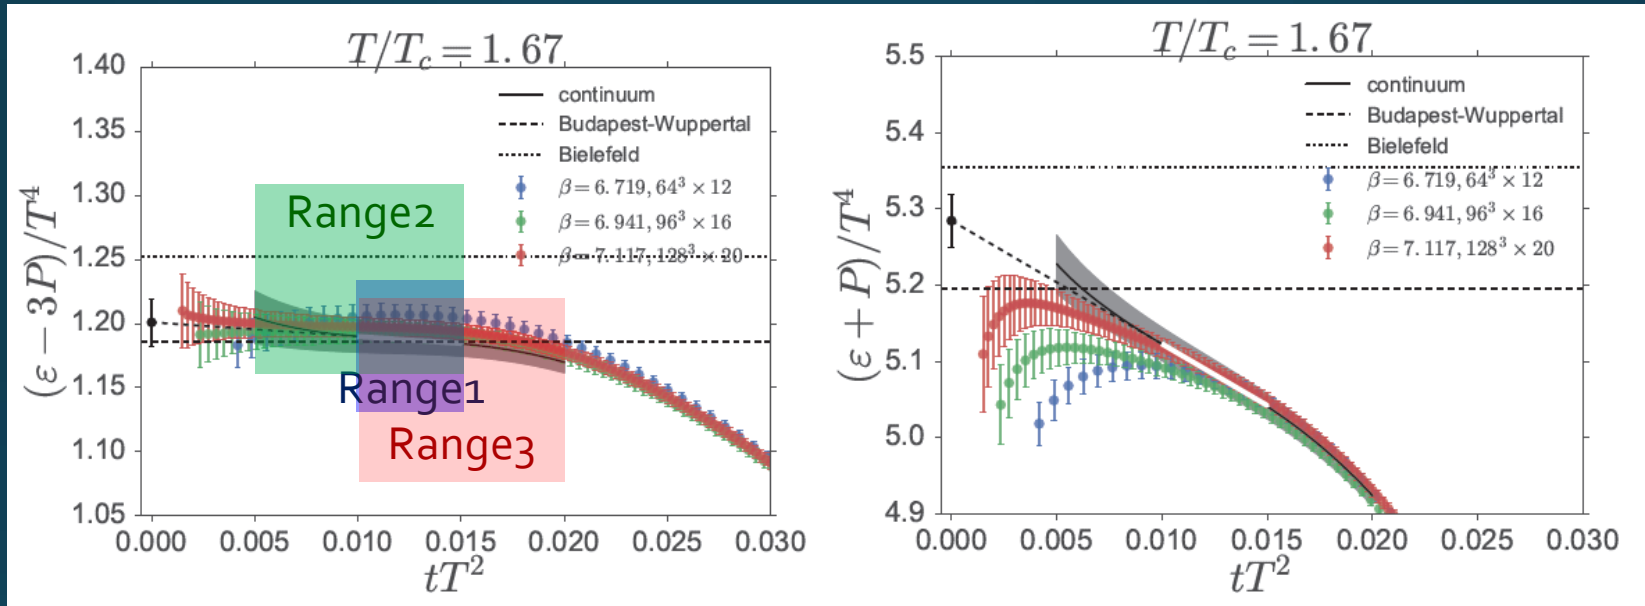 T/T_c = 1.67
(ε − 3P)/T⁴
1.40
1.35
1.30
1.25
1.20
1.15
1.10
1.05
continuum
Budapest-Wuppertal
Bielefeld
β = 6.719, 64³ × 12
β = 6.941, 96³ × 16
β = 7.117, 128³ × 20
Range2
Range1
Range3
0.000 0.005 0.010 0.015 0.020 0.025 0.030
tT²
T/T_c = 1.67
(ε + P)/T⁴
5.5
5.4
5.3
5.2
5.1
5.0
4.9
continuum
Budapest-Wuppertal
Bielefeld
β = 6.719, 64³ × 12
β = 6.941, 96³ × 16
β = 7.117, 128³ × 20
0.000 0.005 0.010 0.015 0.020 0.025 0.030
tT²